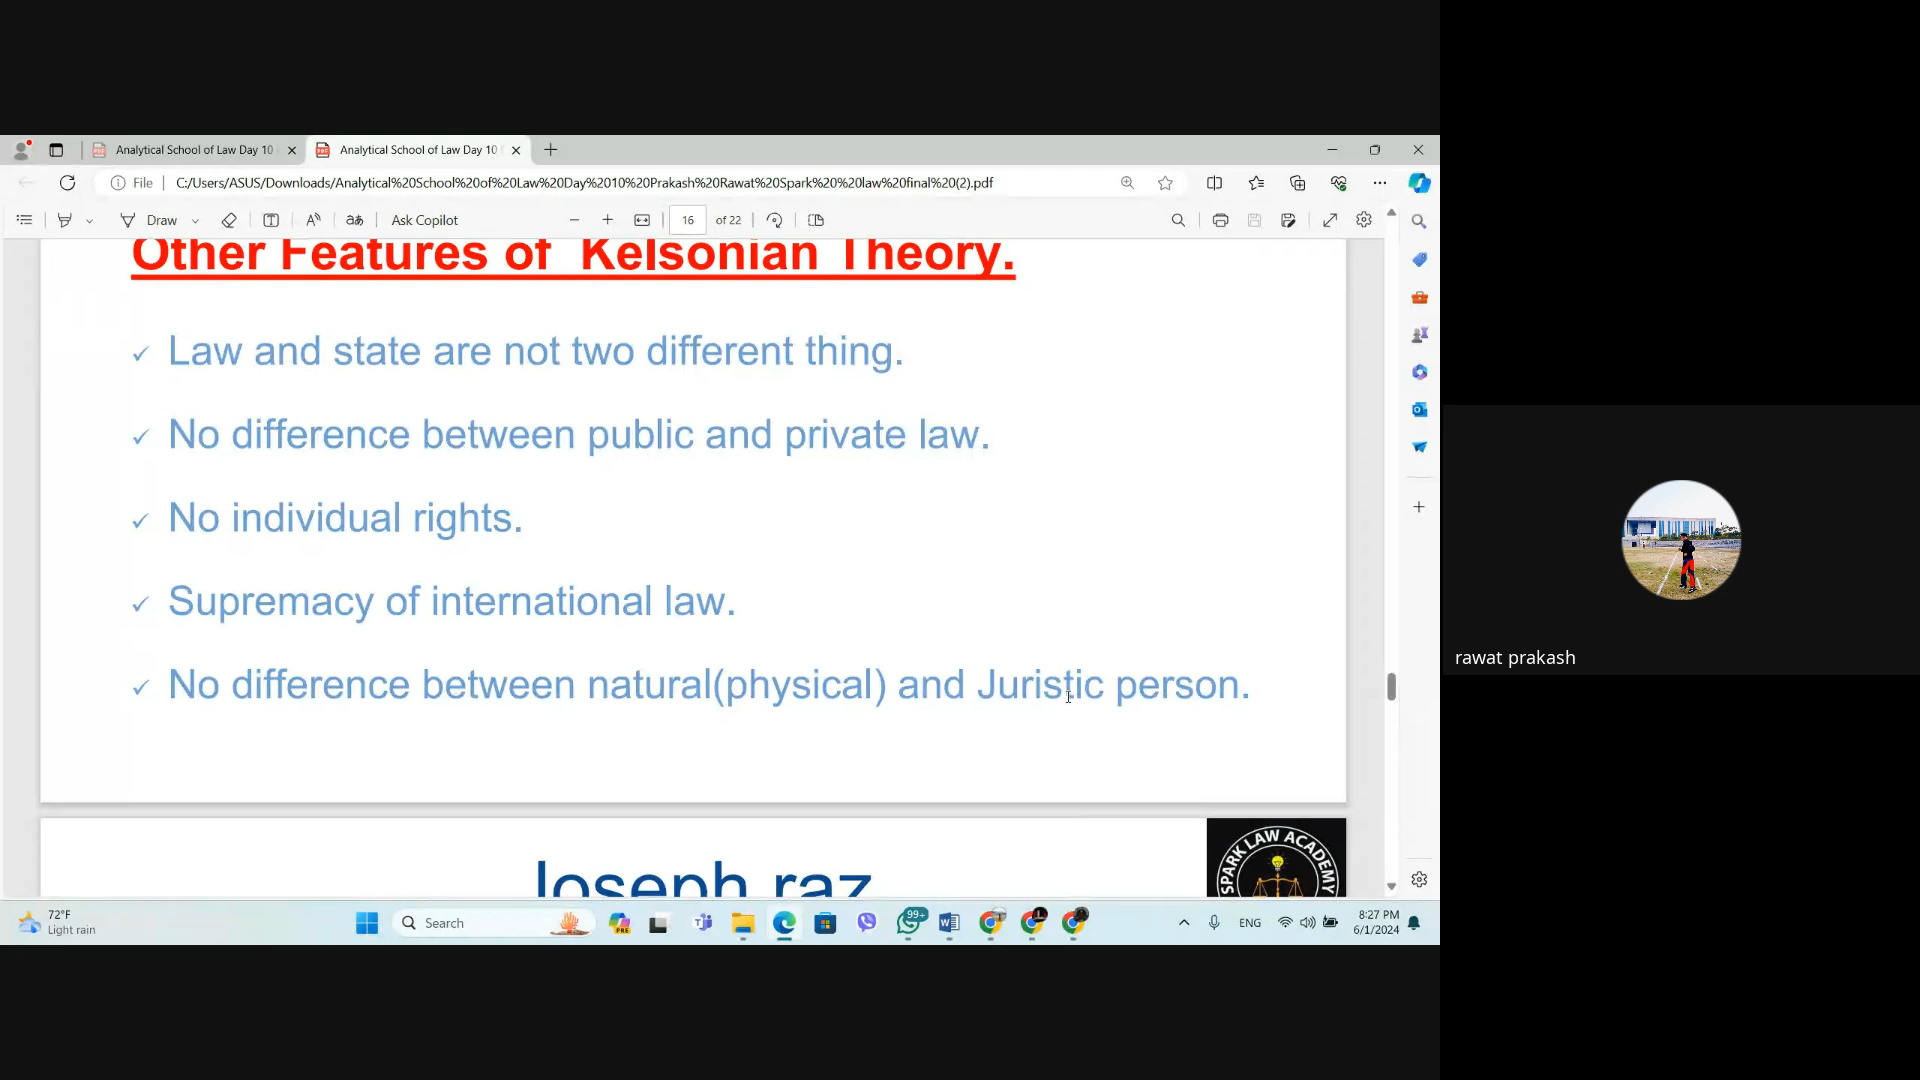 Analytical School of Law Day 10
Analytical School of Law Day 10
File
C:/Users/ASUS/Downloads/Analytical%20School%20of%20Law%20Day%2010%20Prakash%20Rawat%20Spark%20%20law%20final%20(2).pdf
Draw
aあ
Ask Copilot
16
of 22
Other Features of Kelsonian Theory.
✓ Law and state are not two different thing.
✓ No difference between public and private law.
✓ No individual rights.
✓ Supremacy of international law.
✓ No difference between natural(physical) and Juristic person.
Joseph raz
SPARK LAW ACADEMY
rawat prakash
72°F
Light rain
Search
PRE
99+
ENG
8:27 PM
6/1/2024